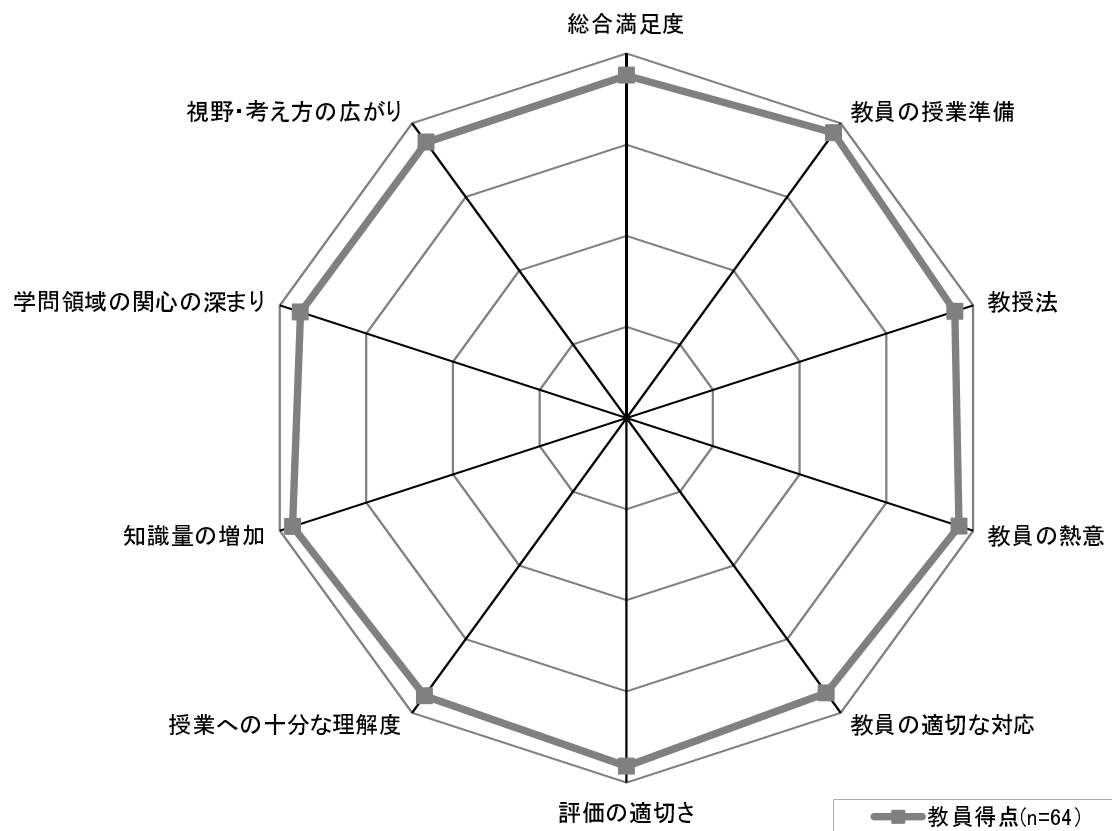 総合満足度
視野・考え方の広がり
教員の授業準備
学問領域の関心の深まり
教授法
知識量の増加
教員の熱意
授業への十分な理解度
教員の適切な対応
評価の適切さ
教員得点(n=64)